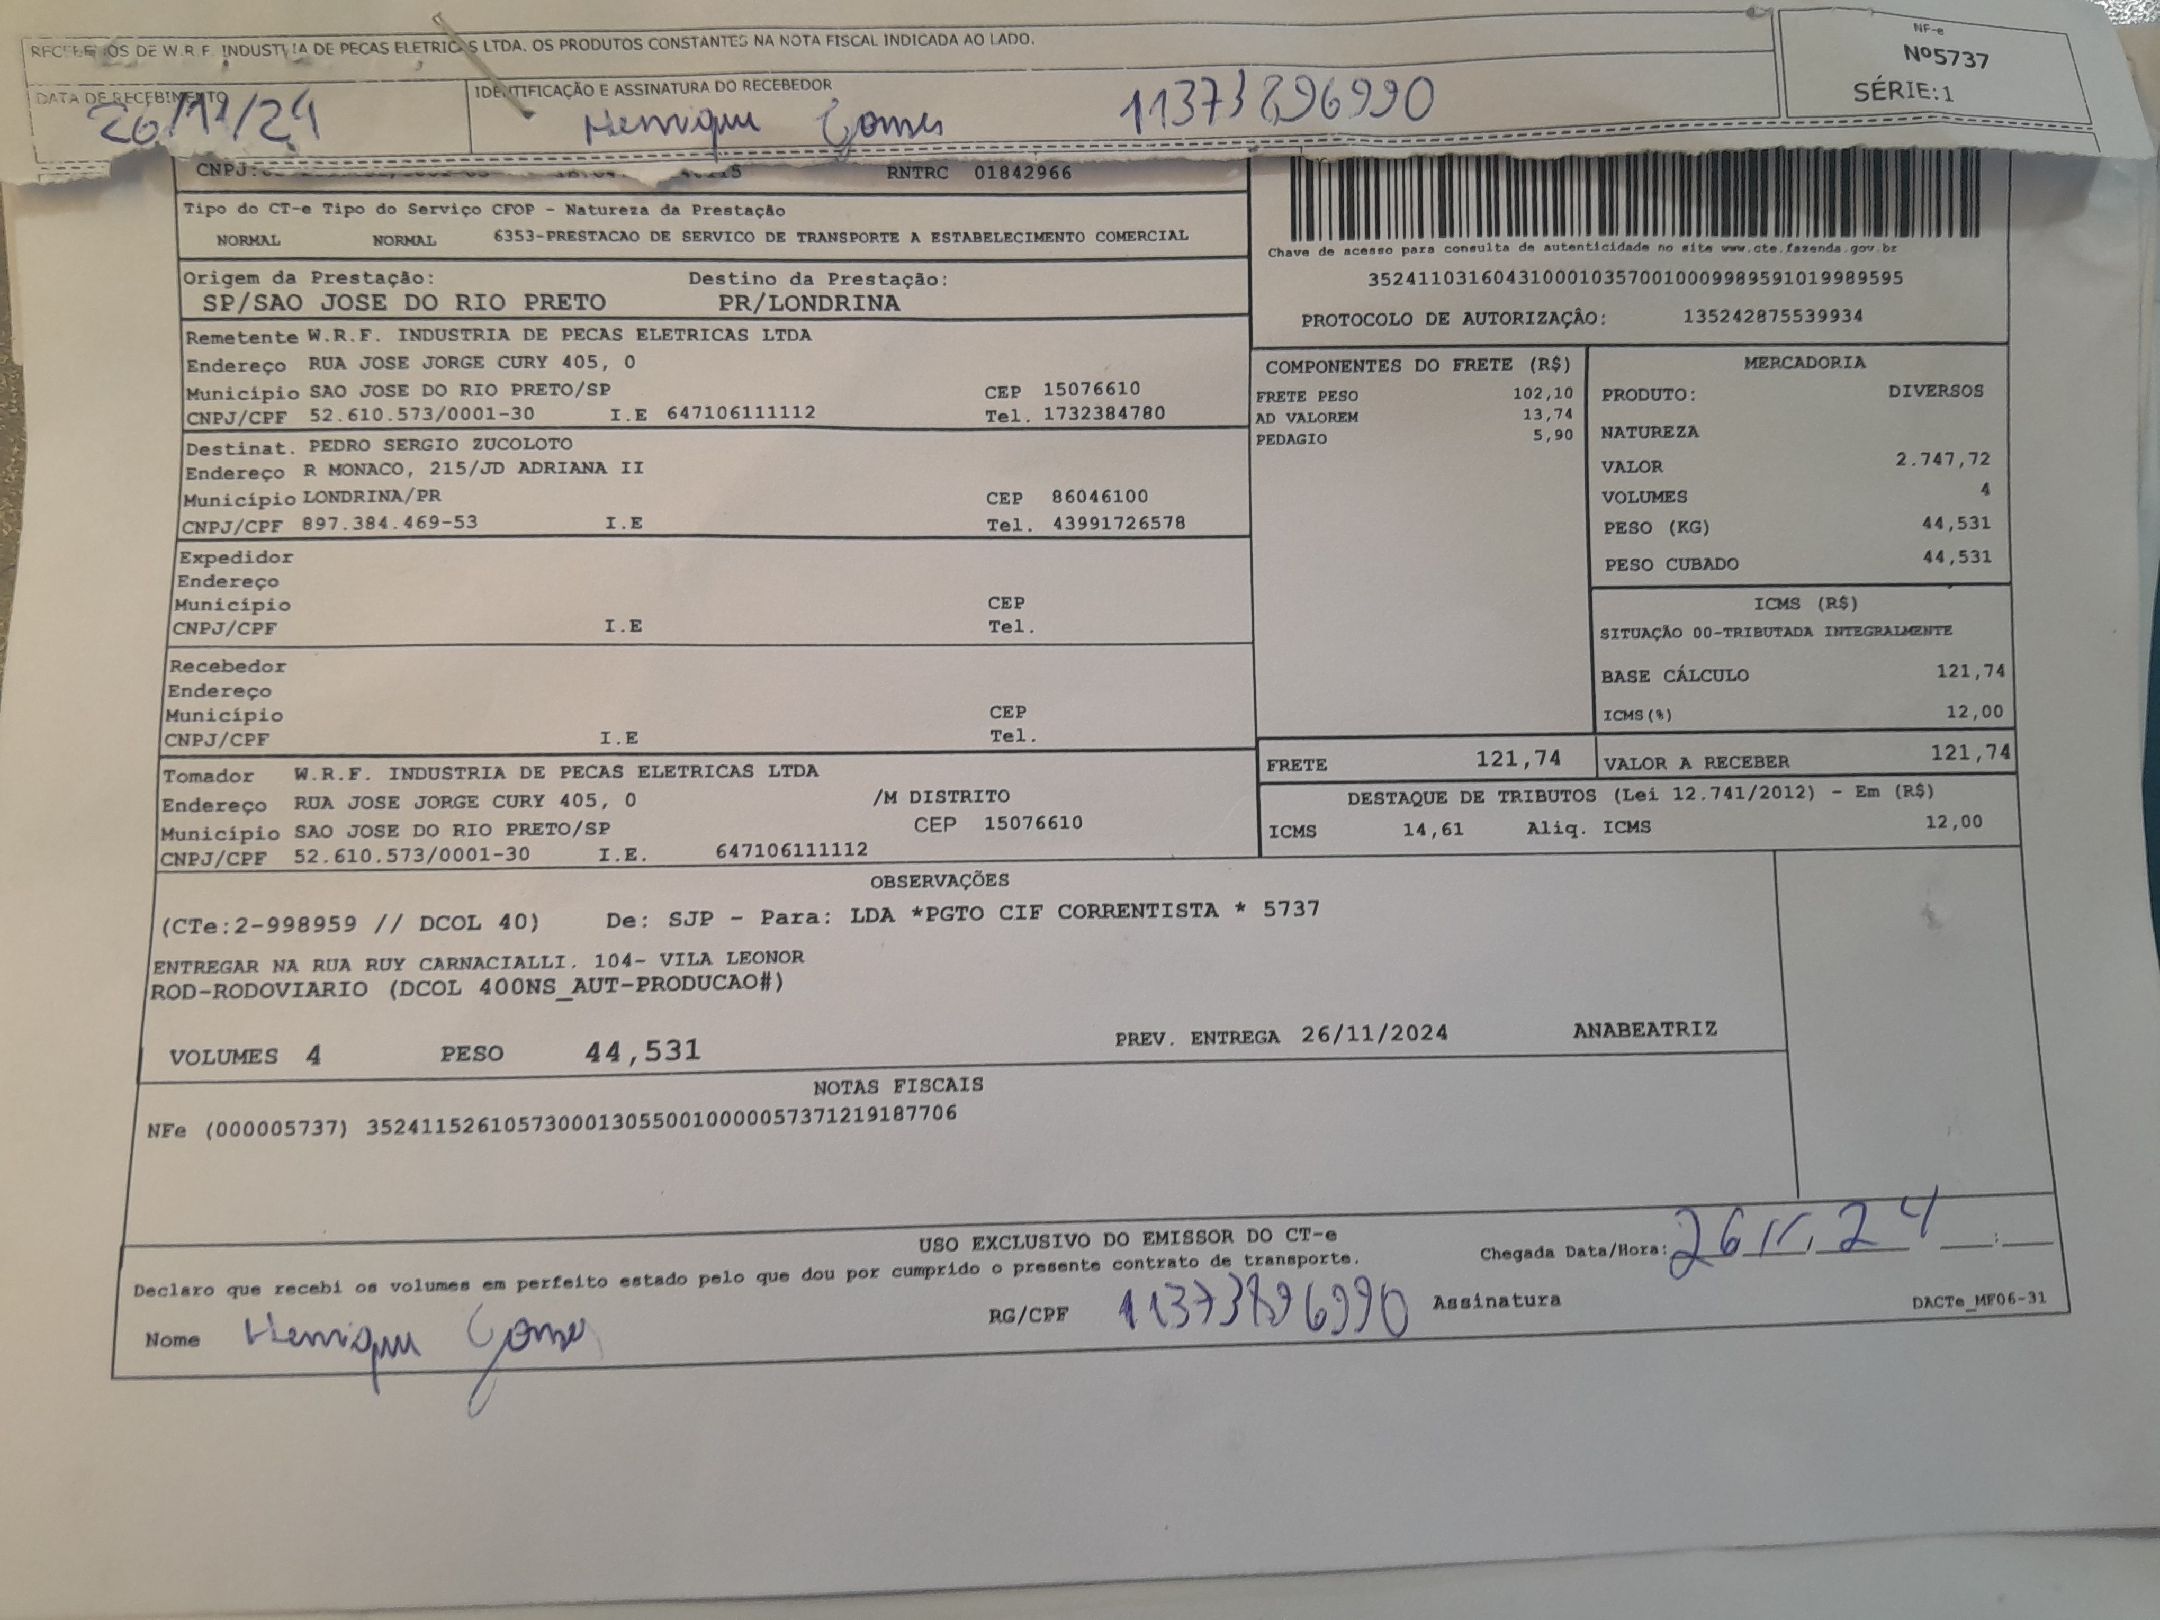 RECEBEMOS DE W.R.F. INDUSTRIA DE PECAS ELETRICAS LTDA. OS PRODUTOS CONSTANTES NA NOTA FISCAL INDICADA AO LADO.
NF-e
Nº5737
SÉRIE:1
DATA DE RECEBIMENTO
IDENTIFICAÇÃO E ASSINATURA DO RECEBEDOR
26/11/24 Henrique Gomes 11373896990
CNPJ: RNTRC 01842966
Tipo do CT-e Tipo do Serviço CFOP - Natureza da Prestação
NORMAL NORMAL 6353-PRESTACAO DE SERVICO DE TRANSPORTE A ESTABELECIMENTO COMERCIAL
Chave de acesso para consulta de autenticidade no site www.cte.fazenda.gov.br
35241103160431000103570010009989591019989595
PROTOCOLO DE AUTORIZAÇÂO: 135242875539934
Origem da Prestação: Destino da Prestação:
SP/SAO JOSE DO RIO PRETO PR/LONDRINA
Remetente W.R.F. INDUSTRIA DE PECAS ELETRICAS LTDA
Endereço RUA JOSE JORGE CURY 405, 0
Município SAO JOSE DO RIO PRETO/SP CEP 15076610
CNPJ/CPF 52.610.573/0001-30 I.E 647106111112 Tel. 1732384780
Destinat. PEDRO SERGIO ZUCOLOTO
Endereço R MONACO, 215/JD ADRIANA II
Município LONDRINA/PR CEP 86046100
CNPJ/CPF 897.384.469-53 I.E Tel. 43991726578
Expedidor
Endereço
Município CEP
CNPJ/CPF I.E Tel.
Recebedor
Endereço
Município CEP
CNPJ/CPF I.E Tel.
Tomador W.R.F. INDUSTRIA DE PECAS ELETRICAS LTDA
Endereço RUA JOSE JORGE CURY 405, 0 /M DISTRITO
Município SAO JOSE DO RIO PRETO/SP CEP 15076610
CNPJ/CPF 52.610.573/0001-30 I.E. 647106111112
COMPONENTES DO FRETE (R$)
FRETE PESO 102,10
AD VALOREM 13,74
PEDAGIO 5,90
MERCADORIA
PRODUTO: DIVERSOS
NATUREZA
VALOR 2.747,72
VOLUMES 4
PESO (KG) 44,531
PESO CUBADO 44,531
ICMS (R$)
SITUAÇÃO 00-TRIBUTADA INTEGRALMENTE
BASE CÁLCULO 121,74
ICMS(%) 12,00
FRETE 121,74 VALOR A RECEBER 121,74
DESTAQUE DE TRIBUTOS (Lei 12.741/2012) - Em (R$)
ICMS 14,61 Aliq. ICMS 12,00
OBSERVAÇÕES
(CTe:2-998959 // DCOL 40) De: SJP - Para: LDA *PGTO CIF CORRENTISTA * 5737
ENTREGAR NA RUA RUY CARNACIALLI. 104- VILA LEONOR
ROD-RODOVIARIO (DCOL 400NS_AUT-PRODUCAO#)
VOLUMES 4 PESO 44,531 PREV. ENTREGA 26/11/2024 ANABEATRIZ
NOTAS FISCAIS
NFe (000005737) 35241152610573000130550010000057371219187706
USO EXCLUSIVO DO EMISSOR DO CT-e
Chegada Data/Hora: 26 11 24 :
Declaro que recebi os volumes em perfeito estado pelo que dou por cumprido o presente contrato de transporte.
Nome Henrique Gomes RG/CPF 11373896990 Assinatura DACTe_MF06-31